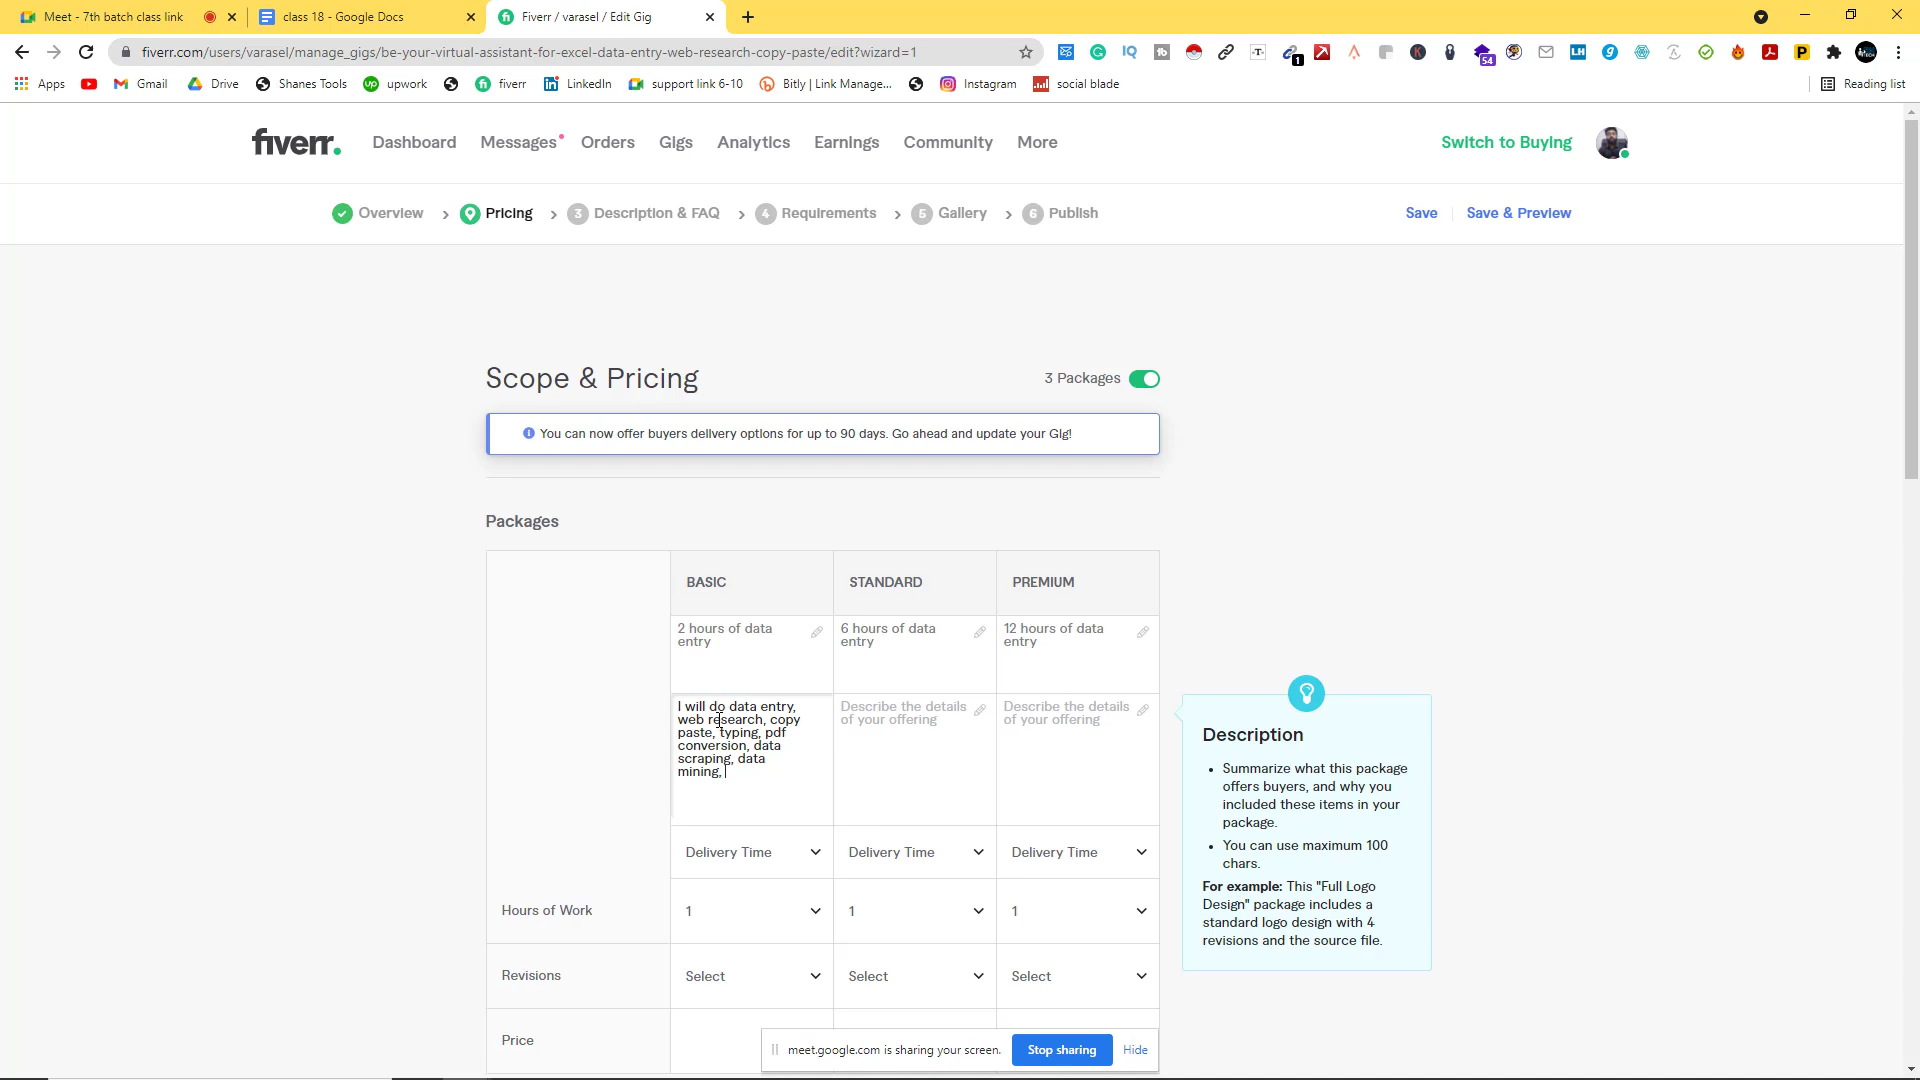 Meet - 7th batch class link
class 18 - Google Docs
Fiverr / varasel / Edit Gig
fiverr.com/users/varasel/manage_gigs/be-your-virtual-assistant-for-excel-data-entry-web-research-copy-paste/edit?wizard=1
Apps
Gmail
Drive
Shanes Tools
upwork
fiverr
LinkedIn
support link 6-10
Bitly | Link Manage...
Instagram
social blade
Reading list
fiverr.
Dashboard
Messages
Orders
Gigs
Analytics
Earnings
Community
More
Switch to Buying
Overview
Pricing
3 Description & FAQ
4 Requirements
5 Gallery
6 Publish
Save
Save & Preview
Scope & Pricing
3 Packages
You can now offer buyers delivery options for up to 90 days. Go ahead and update your Gig!
Packages
BASIC
STANDARD
PREMIUM
2 hours of data
entry
6 hours of data
entry
12 hours of data
entry
I will do data entry,
web research, copy
paste, typing, pdf
conversion, data
scraping, data
mining,
Describe the details
of your offering
Describe the details
of your offering
Delivery Time
Delivery Time
Delivery Time
Hours of Work
1
1
1
Revisions
Select
Select
Select
Price
Description
Summarize what this package
offers buyers, and why you
included these items in your
package.
You can use maximum 100
chars.
For example: This "Full Logo
Design" package includes a
standard logo design with 4
revisions and the source file.
meet.google.com is sharing your screen.
Stop sharing
Hide